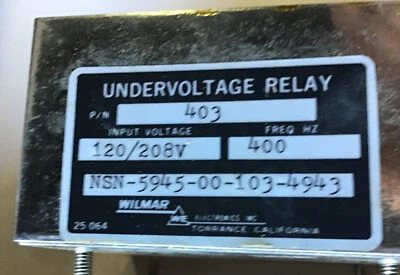 UNDERVOLTAGE RELAY
P/N 403
INPUT VOLTAGE FREQ HZ
120/208V 400
NSN-5945-00-103-4943
WILMAR WE ELECTRONICS INC
TORRANCE CALIFORNIA
25 064